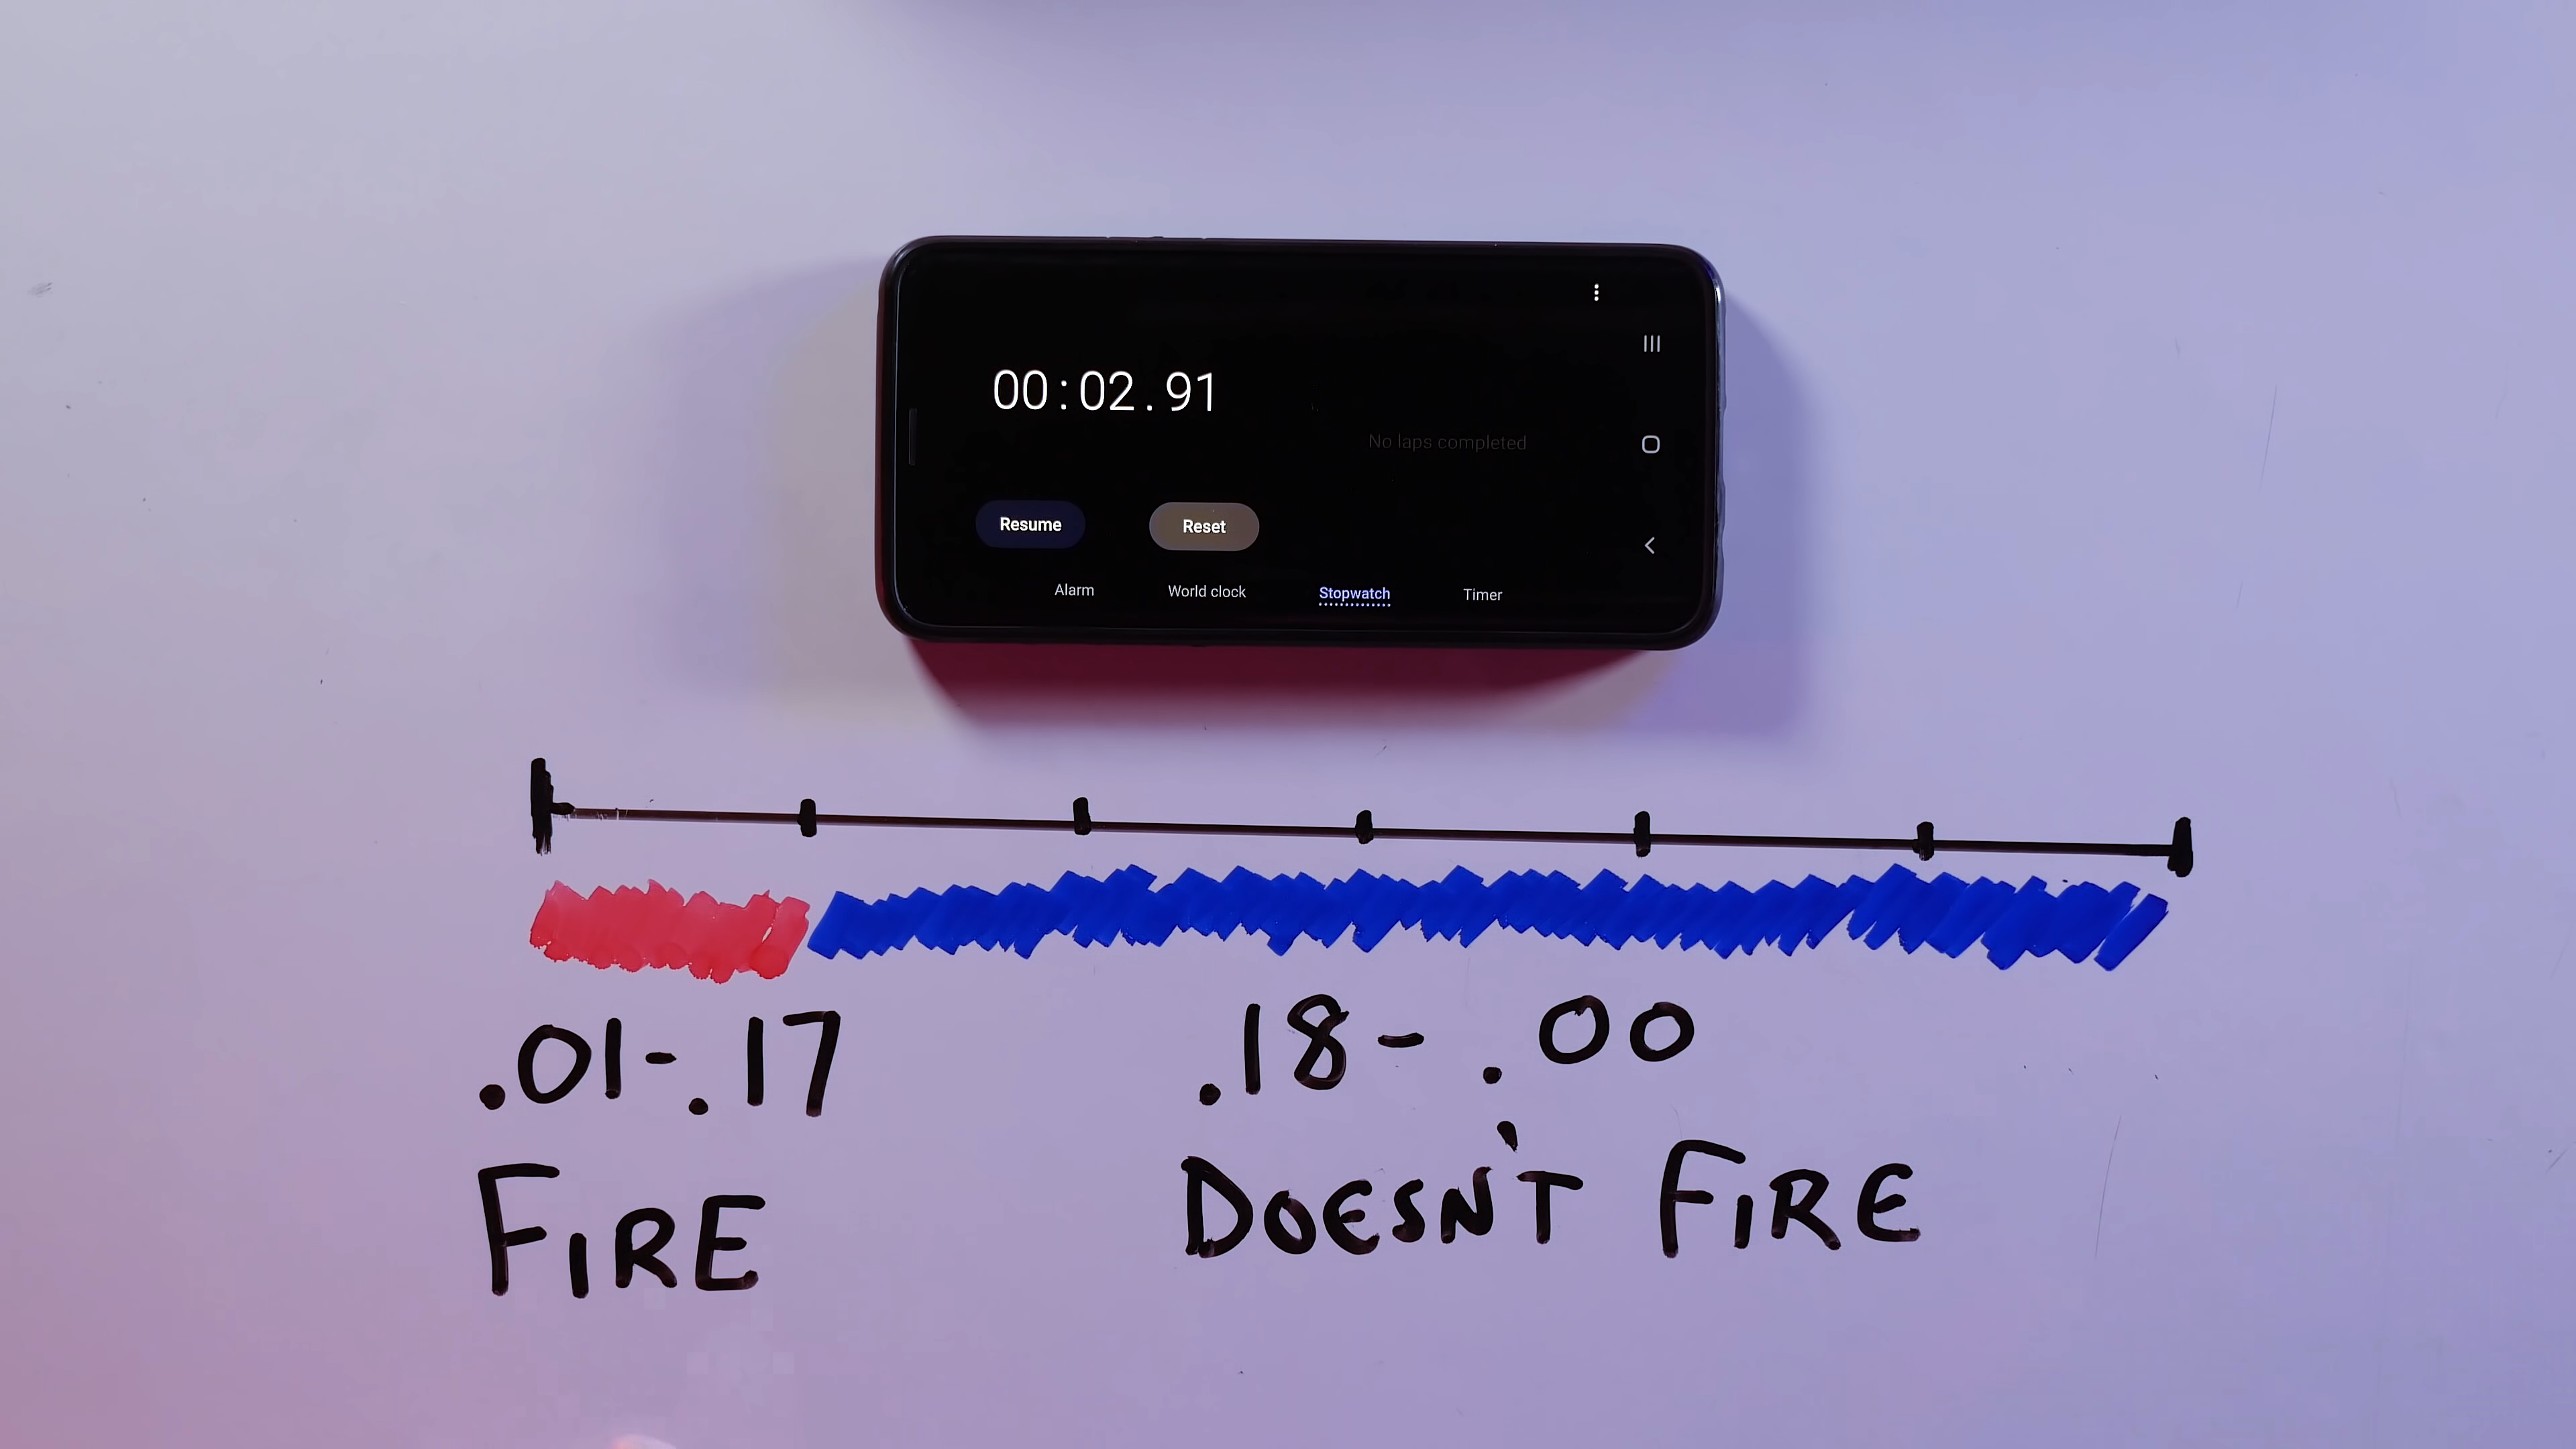 00:02.91
No laps completed
Resume Reset
Alarm World clock Stopwatch Timer
.01-.17 .18-.00
FIRE DOESN'T FIRE